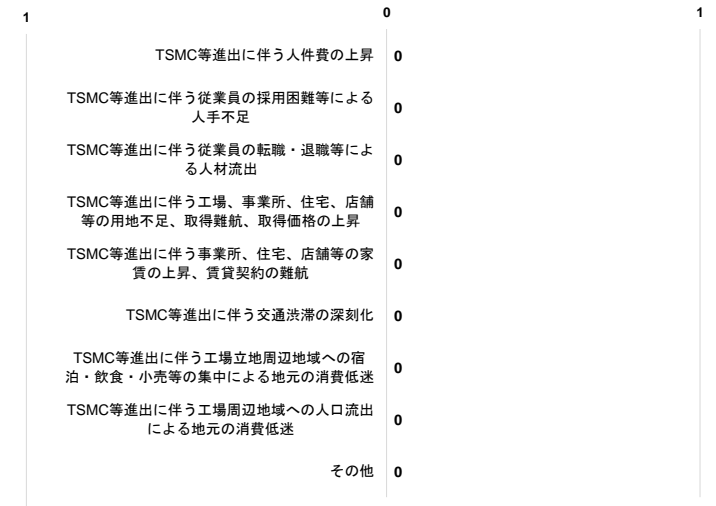 1 0 1
TSMC等進出に伴う人件費の上昇 0
TSMC等進出に伴う従業員の採用困難等による
人手不足 0
TSMC等進出に伴う従業員の転職・退職等によ
る人材流出 0
TSMC等進出に伴う工場、事業所、住宅、店舗
等の用地不足、取得難航、取得価格の上昇 0
TSMC等進出に伴う事業所、住宅、店舗等の家
賃の上昇、賃貸契約の難航 0
TSMC等進出に伴う交通渋滞の深刻化 0
TSMC等進出に伴う工場立地周辺地域への宿
泊・飲食・小売等の集中による地元の消費低迷 0
TSMC等進出に伴う工場周辺地域への人口流出
による地元の消費低迷 0
その他 0